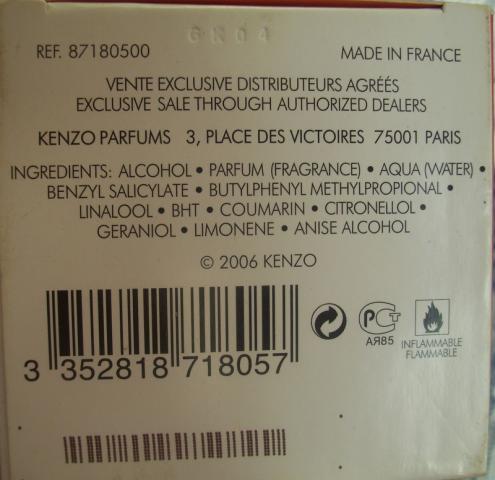 6K04
REF. 87180500
MADE IN FRANCE
VENTE EXCLUSIVE DISTRIBUTEURS AGRÉÉS
EXCLUSIVE SALE THROUGH AUTHORIZED DEALERS
KENZO PARFUMS 3, PLACE DES VICTOIRES 75001 PARIS
INGREDIENTS: ALCOHOL • PARFUM (FRAGRANCE) • AQUA (WATER) •
BENZYL SALICYLATE • BUTYLPHENYL METHYLPROPIONAL •
LINALOOL • BHT • COUMARIN • CITRONELLOL •
GERANIOL • LIMONENE • ANISE ALCOHOL
© 2006 KENZO
3 352818 718057
PCT
АЯ85
INFLAMMABLE
FLAMMABLE